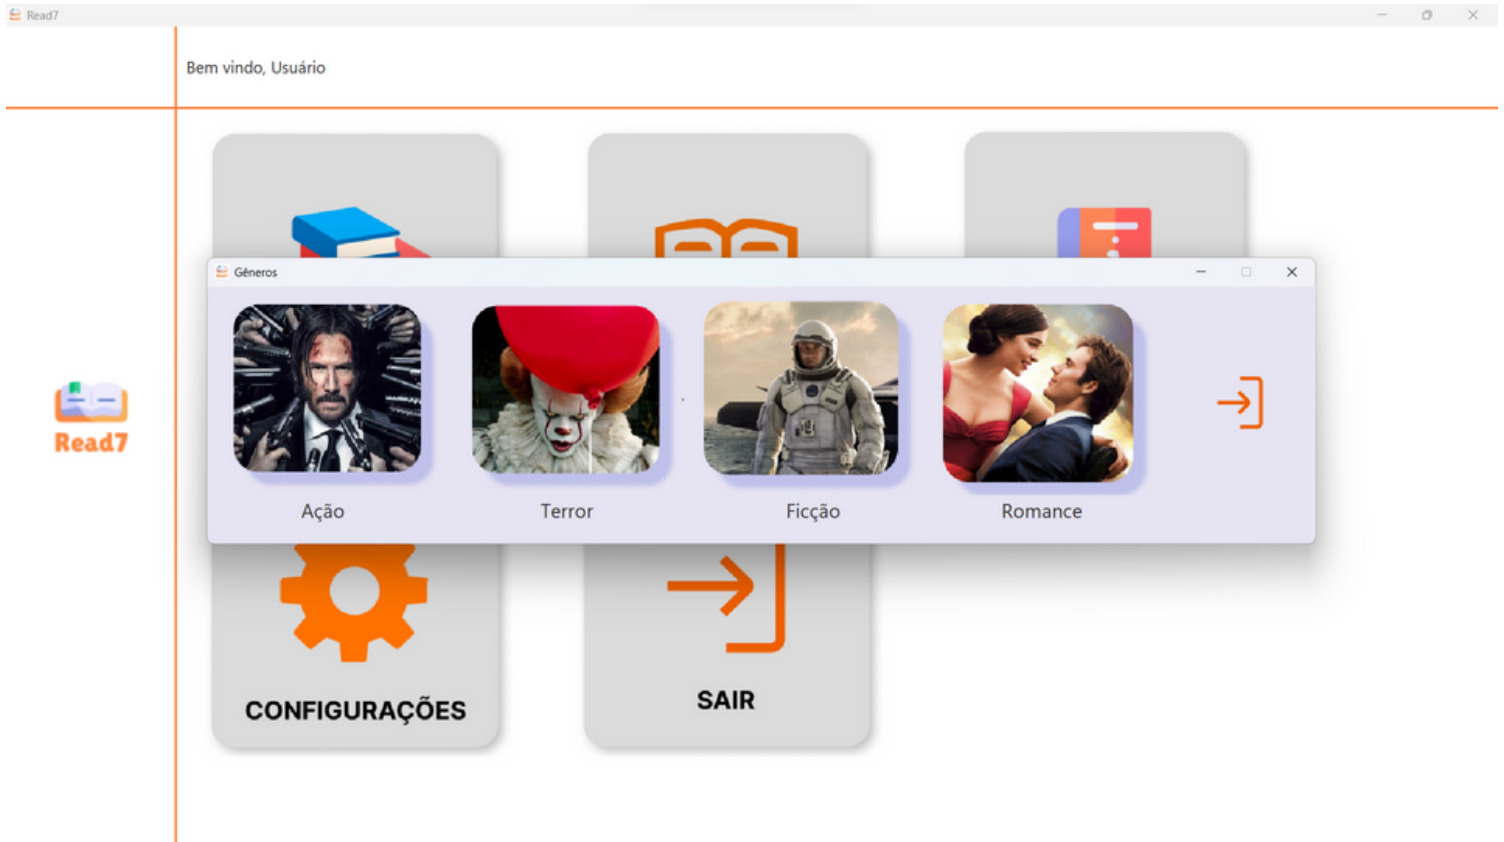 Read7
Bem vindo, Usuário
Gêneros
Ação
Terror
Ficção
Romance
Read7
CONFIGURAÇÕES
SAIR